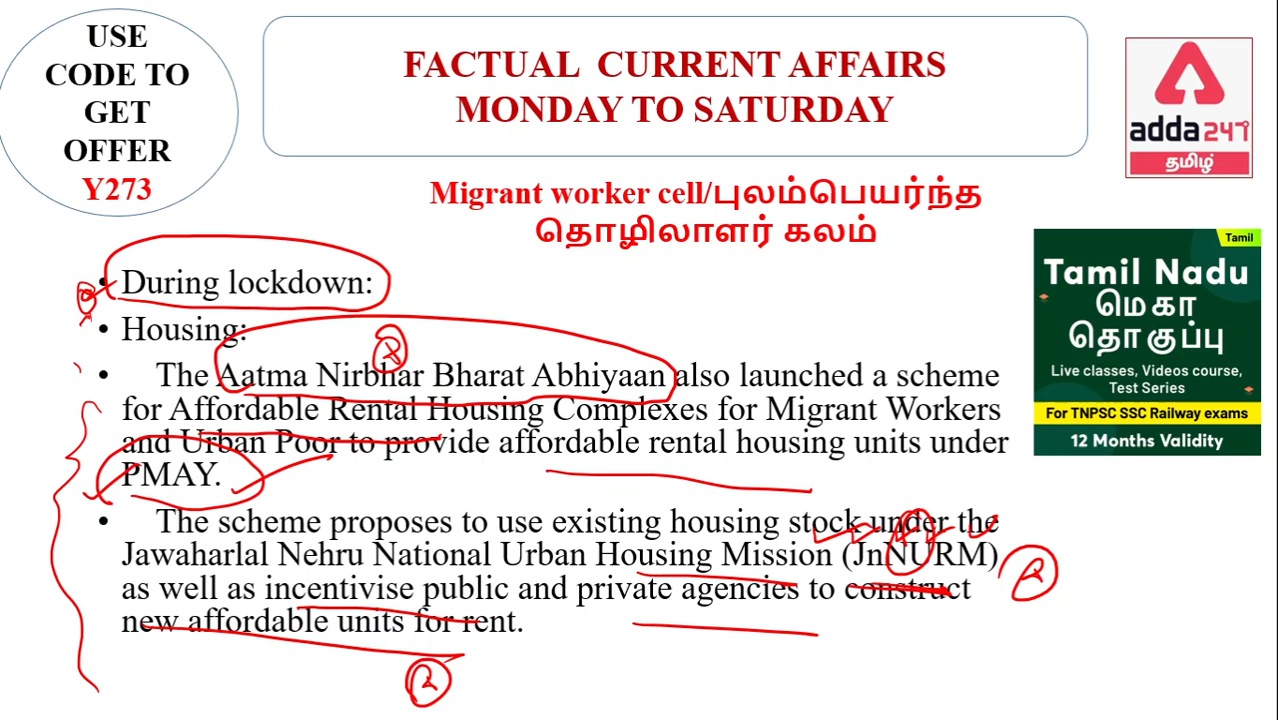 USE
CODE TO
GET
OFFER
Y273
FACTUAL CURRENT AFFAIRS
MONDAY TO SATURDAY
adda247
தமிழ்
Migrant worker cell/புலம்பெயர்ந்த
தொழிலாளர் கலம்
• During lockdown:
• Housing:
• The Aatma Nirbhar Bharat Abhiyaan also launched a scheme
for Affordable Rental Housing Complexes for Migrant Workers
and Urban Poor to provide affordable rental housing units under
PMAY.
• The scheme proposes to use existing housing stock under the
Jawaharlal Nehru National Urban Housing Mission (JnNURM)
as well as incentivise public and private agencies to construct
new affordable units for rent.
Tamil
Tamil Nadu
மெகா
தொகுப்பு
Live classes, Videos course,
Test Series
For TNPSC SSC Railway exams
12 Months Validity